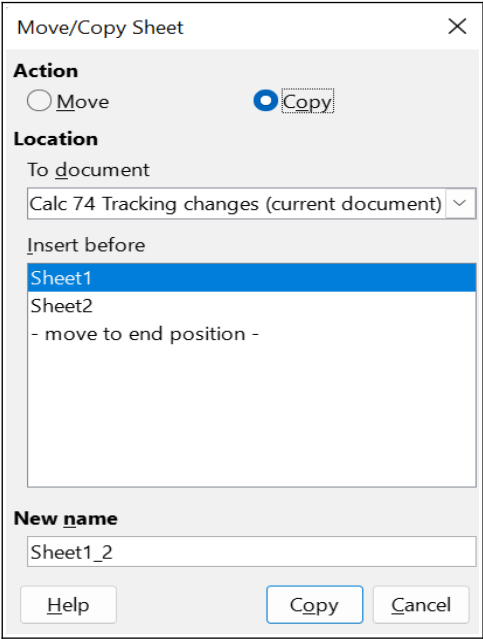 Move/Copy Sheet
Action
Move Copy
Location
To document
Calc 74 Tracking changes (current document)
Insert before
Sheet1
Sheet2
- move to end position -
New name
Sheet1_2
Help Copy Cancel